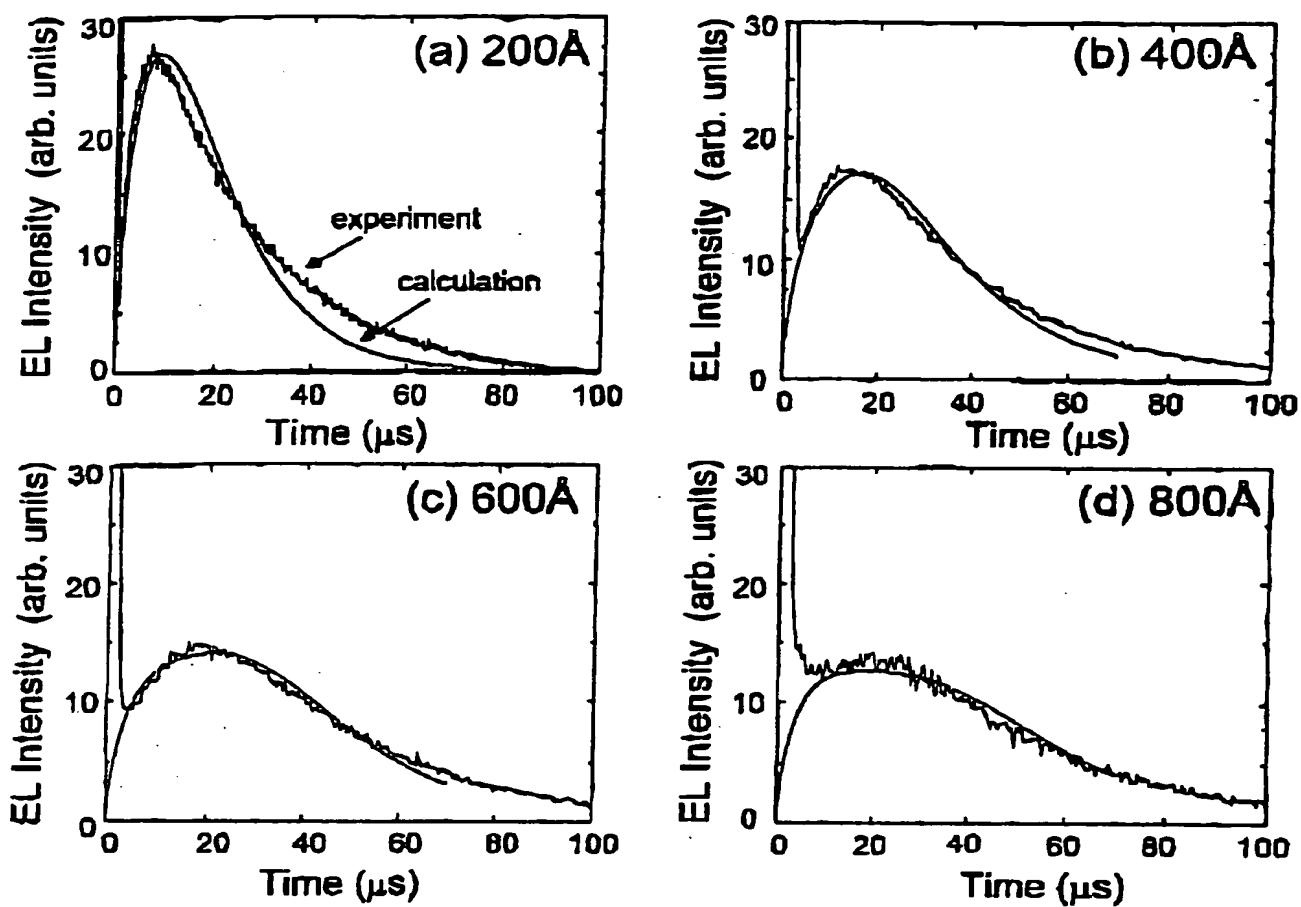 (a) 200Å
EL Intensity (arb. units)
30
20
10
0
experiment
calculation
0 20 40 60 80 100
Time (μs)
(b) 400Å
EL Intensity (arb. units)
30
20
10
0
0 20 40 60 80 100
Time (μs)
(c) 600Å
EL Intensity (arb. units)
30
20
10
0
0 20 40 60 80 100
Time (μs)
(d) 800Å
EL Intensity (arb. units)
30
20
10
0
0 20 40 60 80 100
Time (μs)